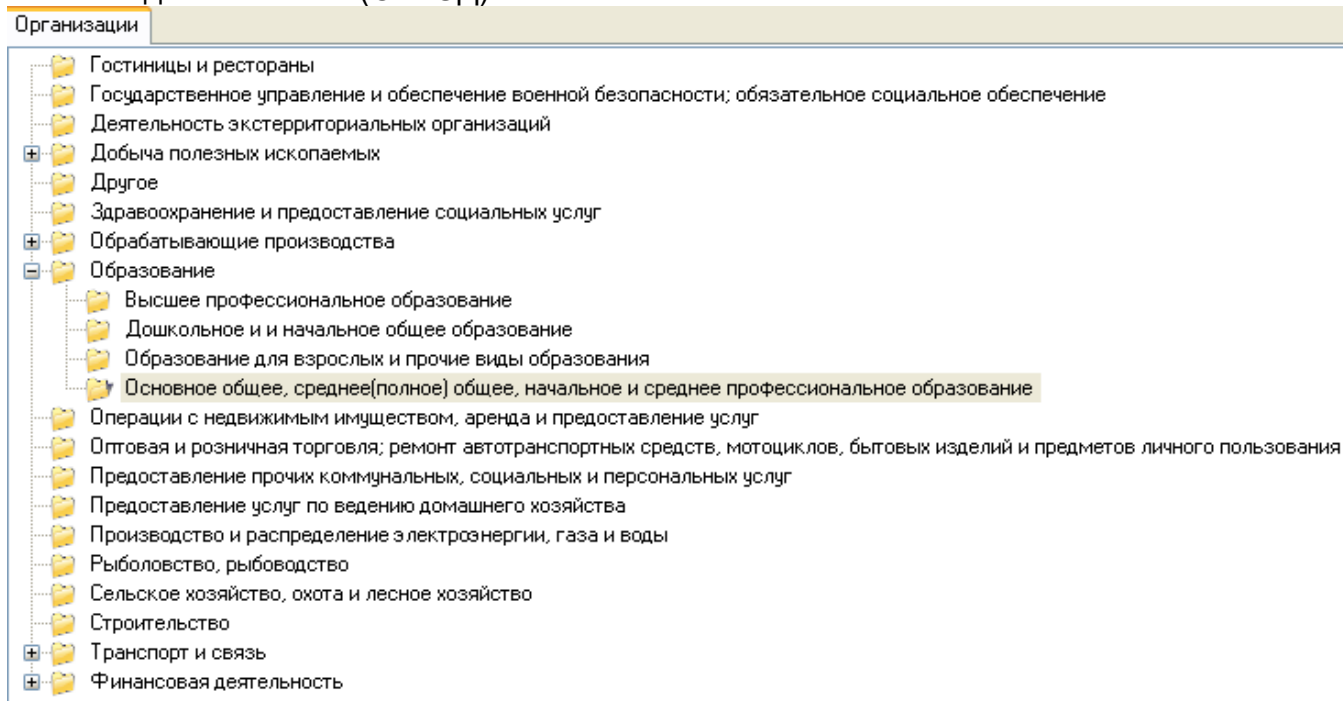 Организации
Гостиницы и рестораны
Государственное управление и обеспечение военной безопасности; обязательное социальное обеспечение
Деятельность экстерриториальных организаций
Добыча полезных ископаемых
Другое
Здравоохранение и предоставление социальных услуг
Обрабатывающие производства
Образование
Высшее профессиональное образование
Дошкольное и и начальное общее образование
Образование для взрослых и прочие виды образования
Основное общее, среднее(полное) общее, начальное и среднее профессиональное образование
Операции с недвижимым имуществом, аренда и предоставление услуг
Оптовая и розничная торговля; ремонт автотранспортных средств, мотоциклов, бытовых изделий и предметов личного пользования
Предоставление прочих коммунальных, социальных и персональных услуг
Предоставление услуг по ведению домашнего хозяйства
Производство и распределение электроэнергии, газа и воды
Рыболовство, рыбоводство
Сельское хозяйство, охота и лесное хозяйство
Строительство
Транспорт и связь
Финансовая деятельность